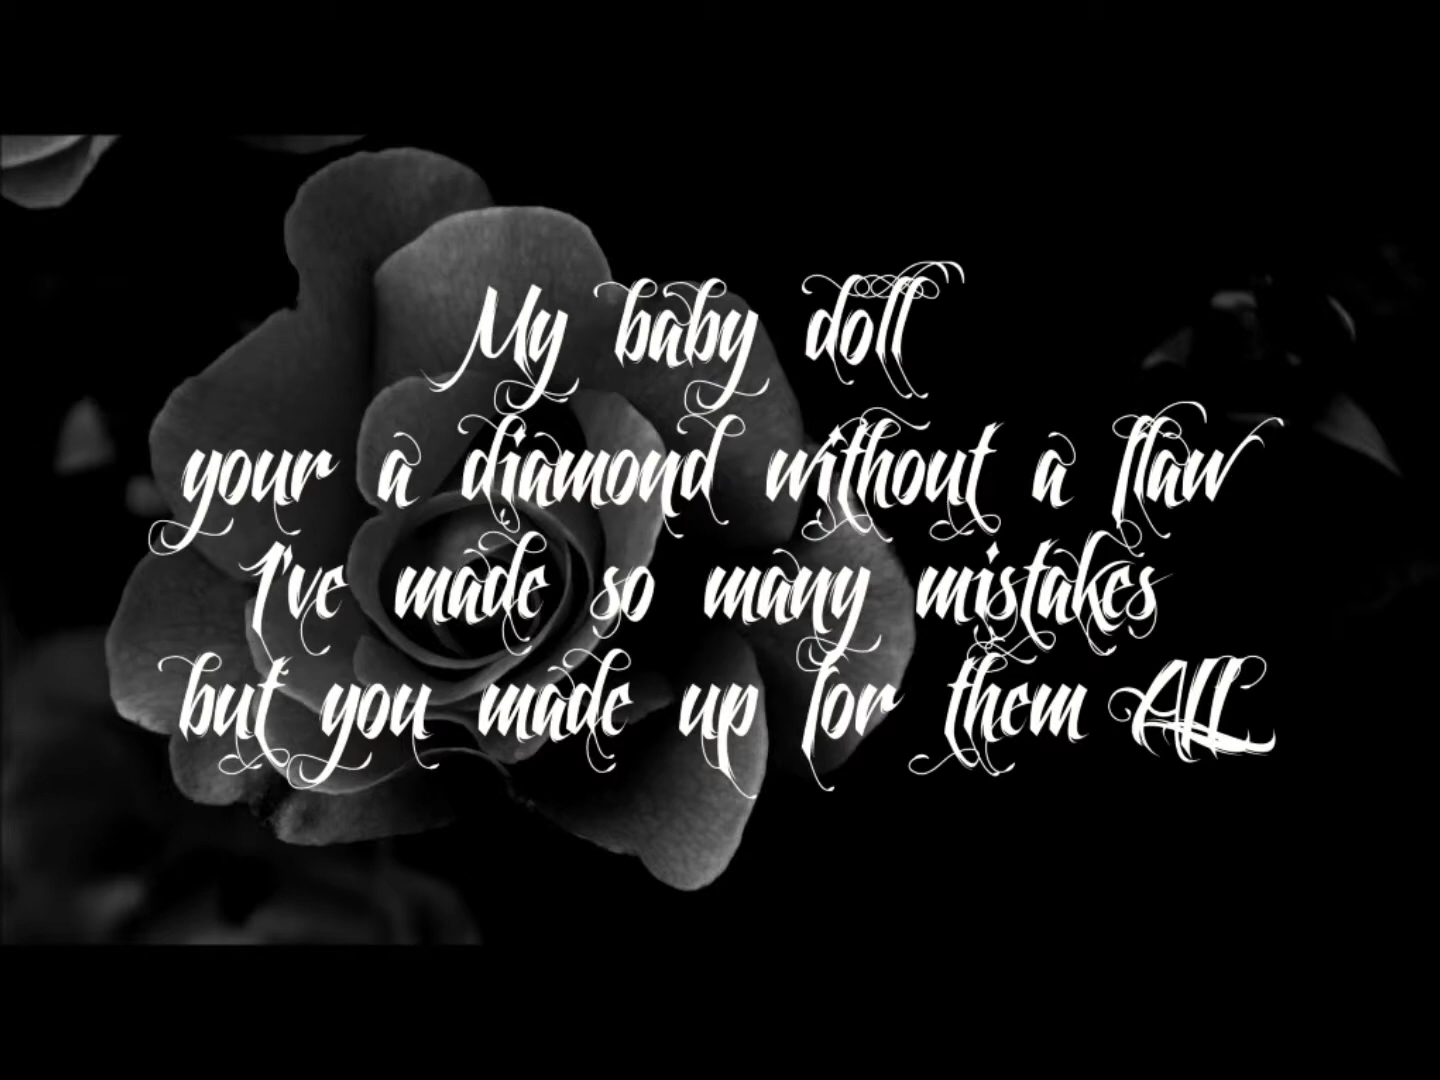 My baby doll
your a diamond without a flaw
I've made so many mistakes
but you made up for them ALL